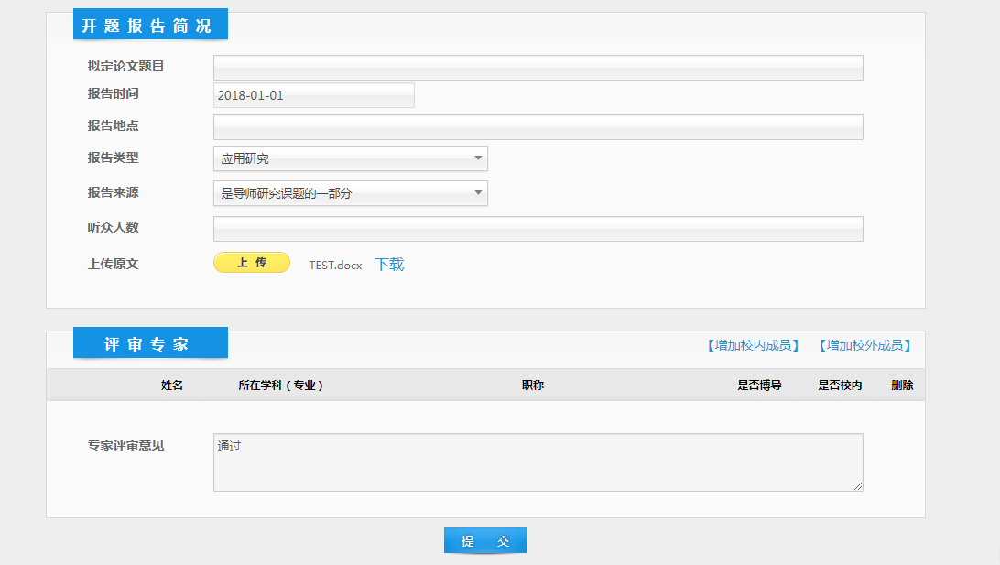 开题报告简况
拟定论文题目
报告时间 2018-01-01
报告地点
报告类型 应用研究
报告来源 是导师研究课题的一部分
听众人数
上传原文 上 传 TEST.docx 下载
评审专家 【增加校内成员】 【增加校外成员】
姓名 所在学科（专业） 职称 是否博导 是否校内 删除
专家评审意见 通过
提 交